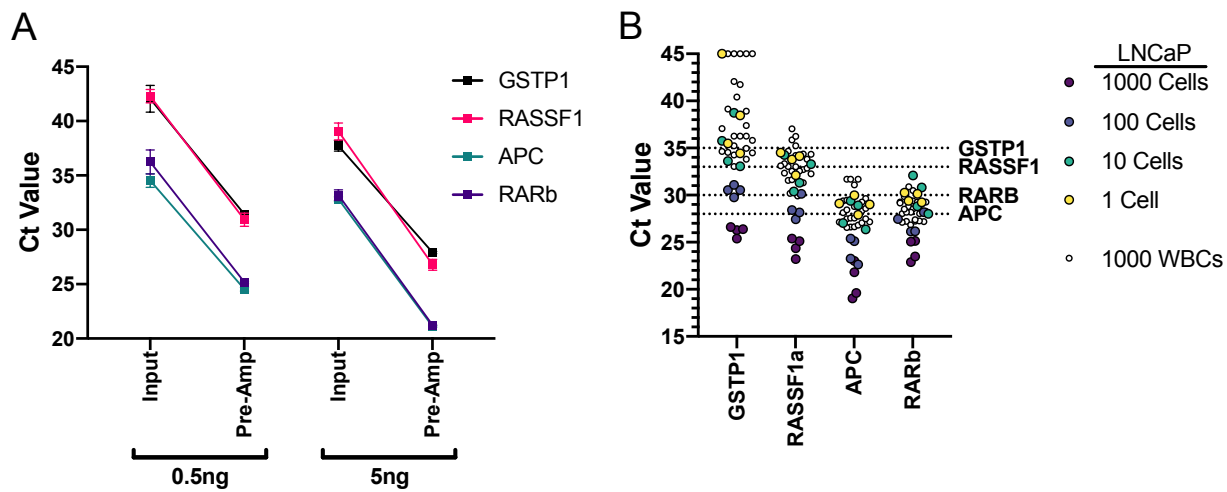 A
Ct Value
45
40
35
30
25
20
Input
Pre-Amp
Input
Pre-Amp
0.5ng
5ng
GSTP1
RASSF1
APC
RARb
B
Ct Value
45
40
35
30
25
20
15
GSTP1
RASSF1a
APC
RARb
GSTP1
RASSF1
RARB
APC
LNCaP
1000 Cells
100 Cells
10 Cells
1 Cell
1000 WBCs